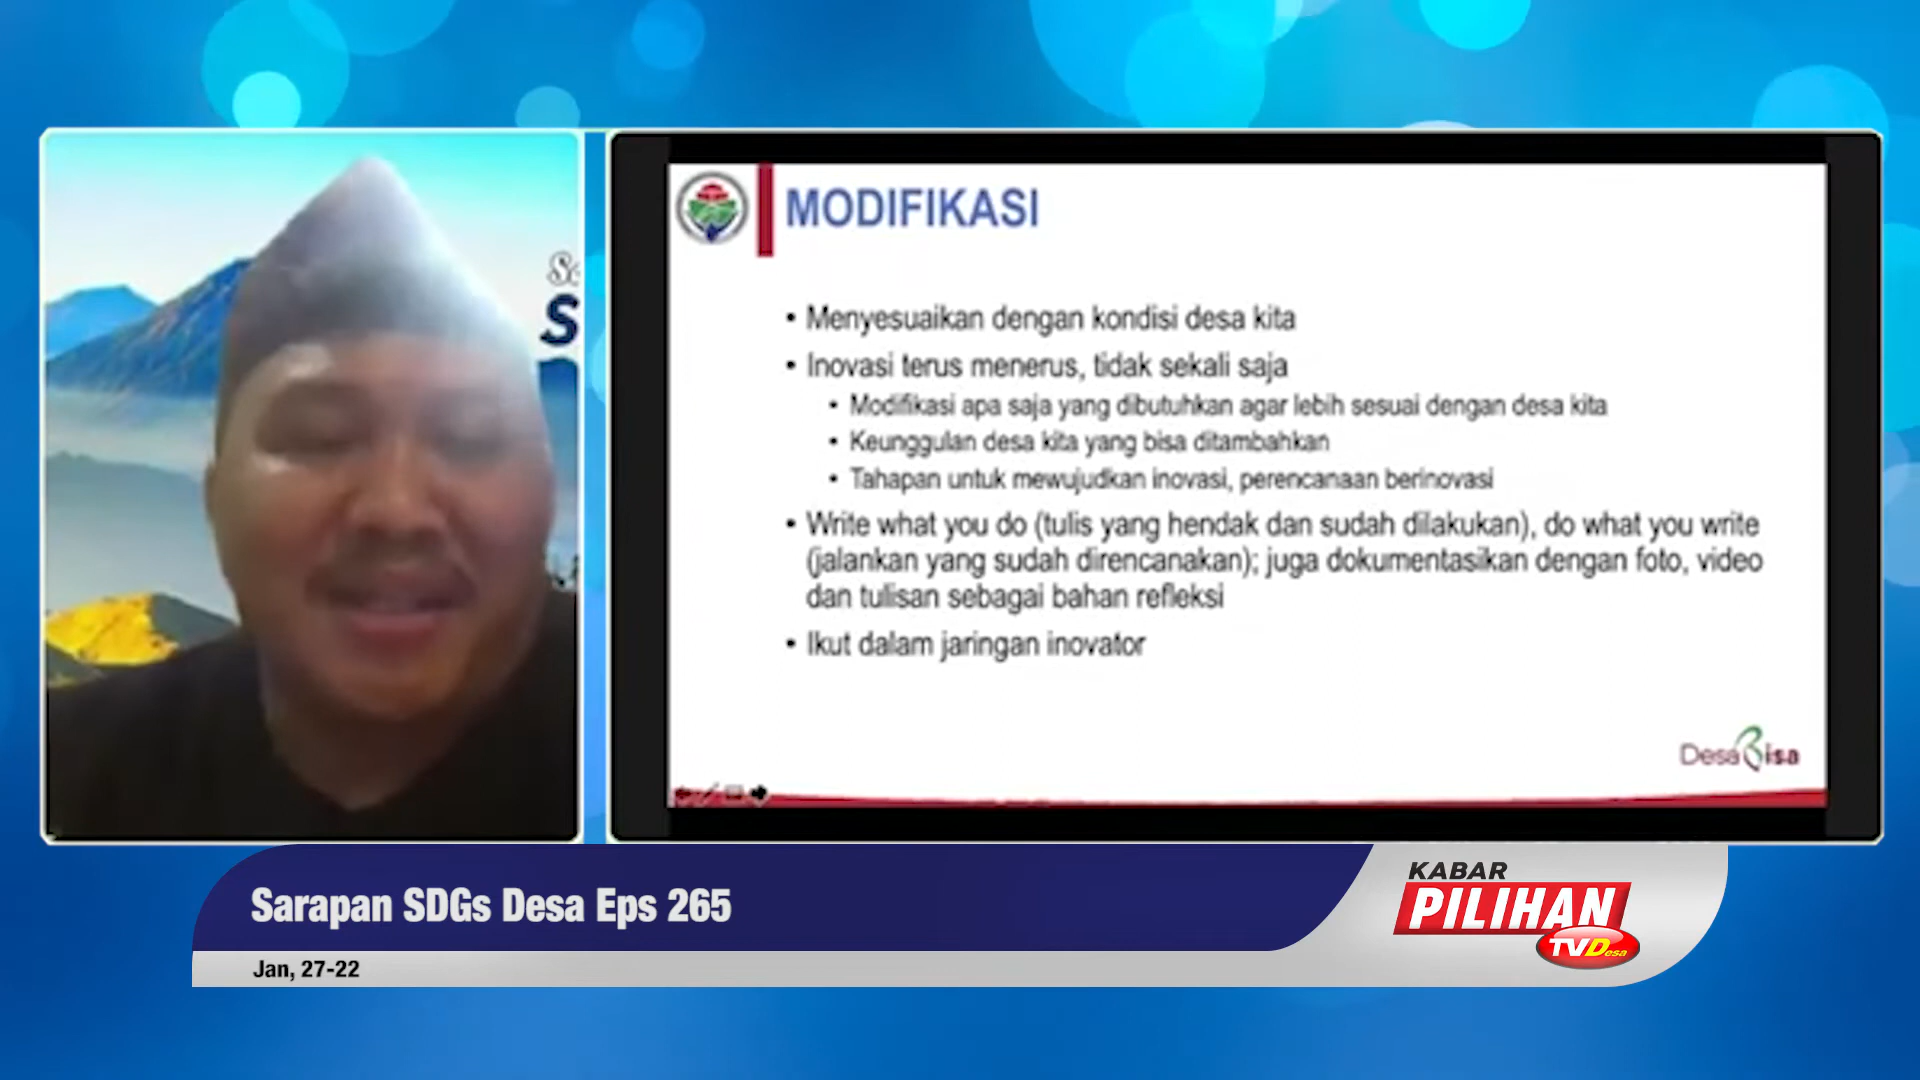 MODIFIKASI
• Menyesuaikan dengan kondisi desa kita
• Inovasi terus menerus, tidak sekali saja
• Modifikasi apa saja yang dibutuhkan agar lebih sesuai dengan desa kita
• Keunggulan desa kita yang bisa ditambahkan
• Tahapan untuk mewujudkan inovasi, perencanaan berinovasi
• Write what you do (tulis yang hendak dan sudah dilakukan), do what you write
(jalankan yang sudah direncanakan); juga dokumentasikan dengan foto, video
dan tulisan sebagai bahan refleksi
• Ikut dalam jaringan inovator
Desa Bisa
Sarapan SDGs Desa Eps 265
Jan, 27-22
KABAR
PILIHAN
TVDesa